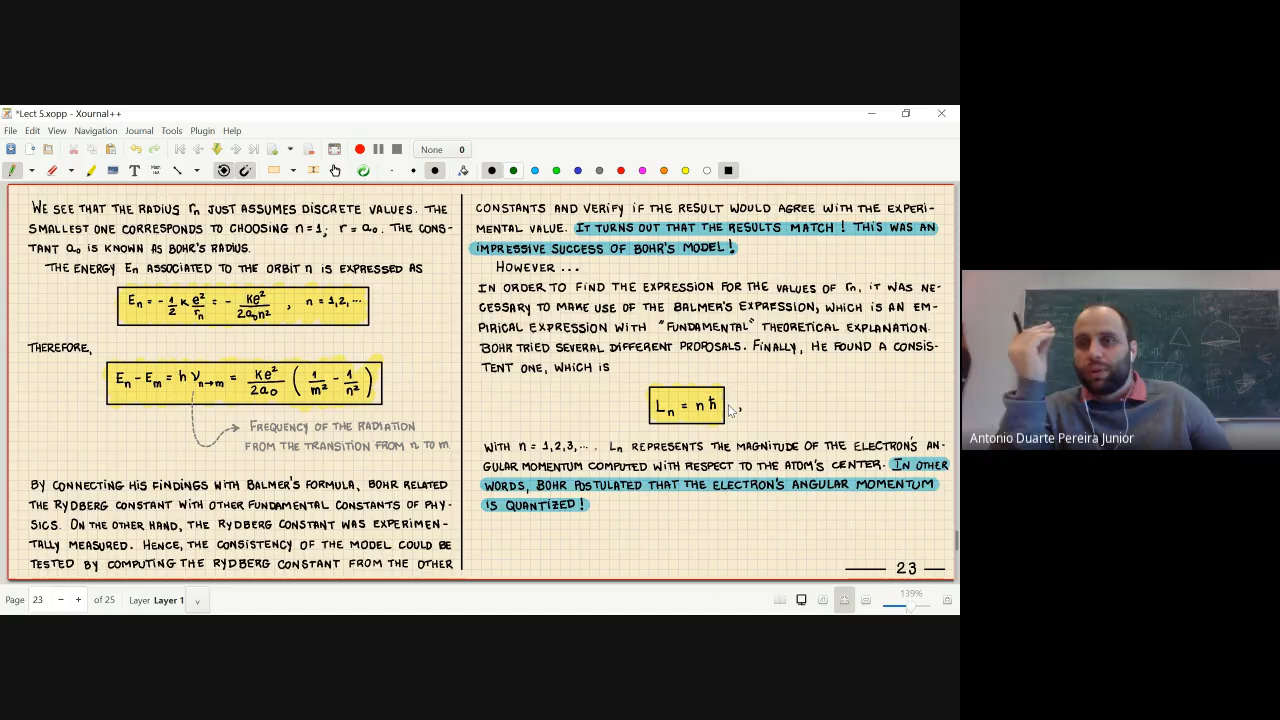 *Lect 5.xopp - Xournal++
File Edit View Navigation Journal Tools Plugin Help
None 0
WE SEE THAT THE RADIUS rn JUST ASSUMES DISCRETE VALUES. THE
SMALLEST ONE CORRESPONDS TO CHOOSING n=1; r=a₀. THE CONS-
TANT a₀ IS KNOWN AS BOHR'S RADIUS.
THE ENERGY En ASSOCIATED TO THE ORBIT n IS EXPRESSED AS
En = - 1/2 k e²/rn = - ke²/2a₀n² , n = 1,2,...
THEREFORE,
En - Em = h νn→m = ke²/2a₀ ( 1/m² - 1/n² )
FREQUENCY OF THE RADIATION
FROM THE TRANSITION FROM n TO m
BY CONNECTING HIS FINDINGS WITH BALMER'S FORMULA, BOHR RELATED
THE RYDBERG CONSTANT WITH OTHER FUNDAMENTAL CONSTANTS OF PHY-
SICS. ON THE OTHER HAND, THE RYDBERG CONSTANT WAS EXPERIMEN-
TALLY MEASURED. HENCE, THE CONSISTENCY OF THE MODEL COULD BE
TESTED BY COMPUTING THE RYDBERG CONSTANT FROM THE OTHER
CONSTANTS AND VERIFY IF THE RESULT WOULD AGREE WITH THE EXPERI-
MENTAL VALUE. IT TURNS OUT THAT THE RESULTS MATCH! THIS WAS AN
IMPRESSIVE SUCCESS OF BOHR'S MODEL!
HOWEVER ...
IN ORDER TO FIND THE EXPRESSION FOR THE VALUES OF rn, IT WAS NE-
CESSARY TO MAKE USE OF THE BALMER'S EXPRESSION, WHICH IS AN EM-
PIRICAL EXPRESSION WITH "FUNDAMENTAL" THEORETICAL EXPLANATION.
BOHR TRIED SEVERAL DIFFERENT PROPOSALS. FINALLY, HE FOUND A CONSIS-
TENT ONE, WHICH IS
Ln = n ħ ,
WITH n = 1,2,3,... . Ln REPRESENTS THE MAGNITUDE OF THE ELECTRON'S AN-
GULAR MOMENTUM COMPUTED WITH RESPECT TO THE ATOM'S CENTER. IN OTHER
WORDS, BOHR POSTULATED THAT THE ELECTRON'S ANGULAR MOMENTUM
IS QUANTIZED!
23
Page 23 of 25 Layer Layer 1 139%
Antonio Duarte Pereira Junior